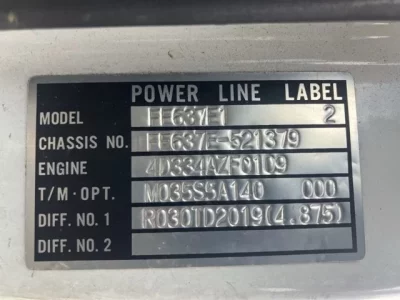 POWER LINE LABEL
MODEL FE637E1 2
CHASSIS NO. FE637E-521379
ENGINE 4D334AZF0109
T/M·OPT. M035S5A140 000
DIFF. NO. 1 R030TD2019(4.875)
DIFF. NO. 2